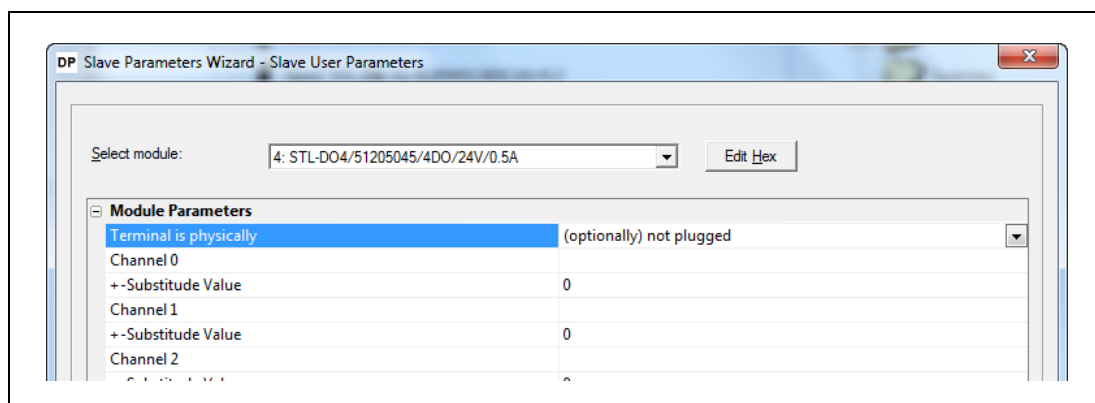 DP Slave Parameters Wizard - Slave User Parameters
Select module: 4: STL-DO4/51205045/4DO/24V/0.5A Edit Hex
Module Parameters
Terminal is physically (optionally) not plugged
Channel 0
+-Substitude Value 0
Channel 1
+-Substitude Value 0
Channel 2